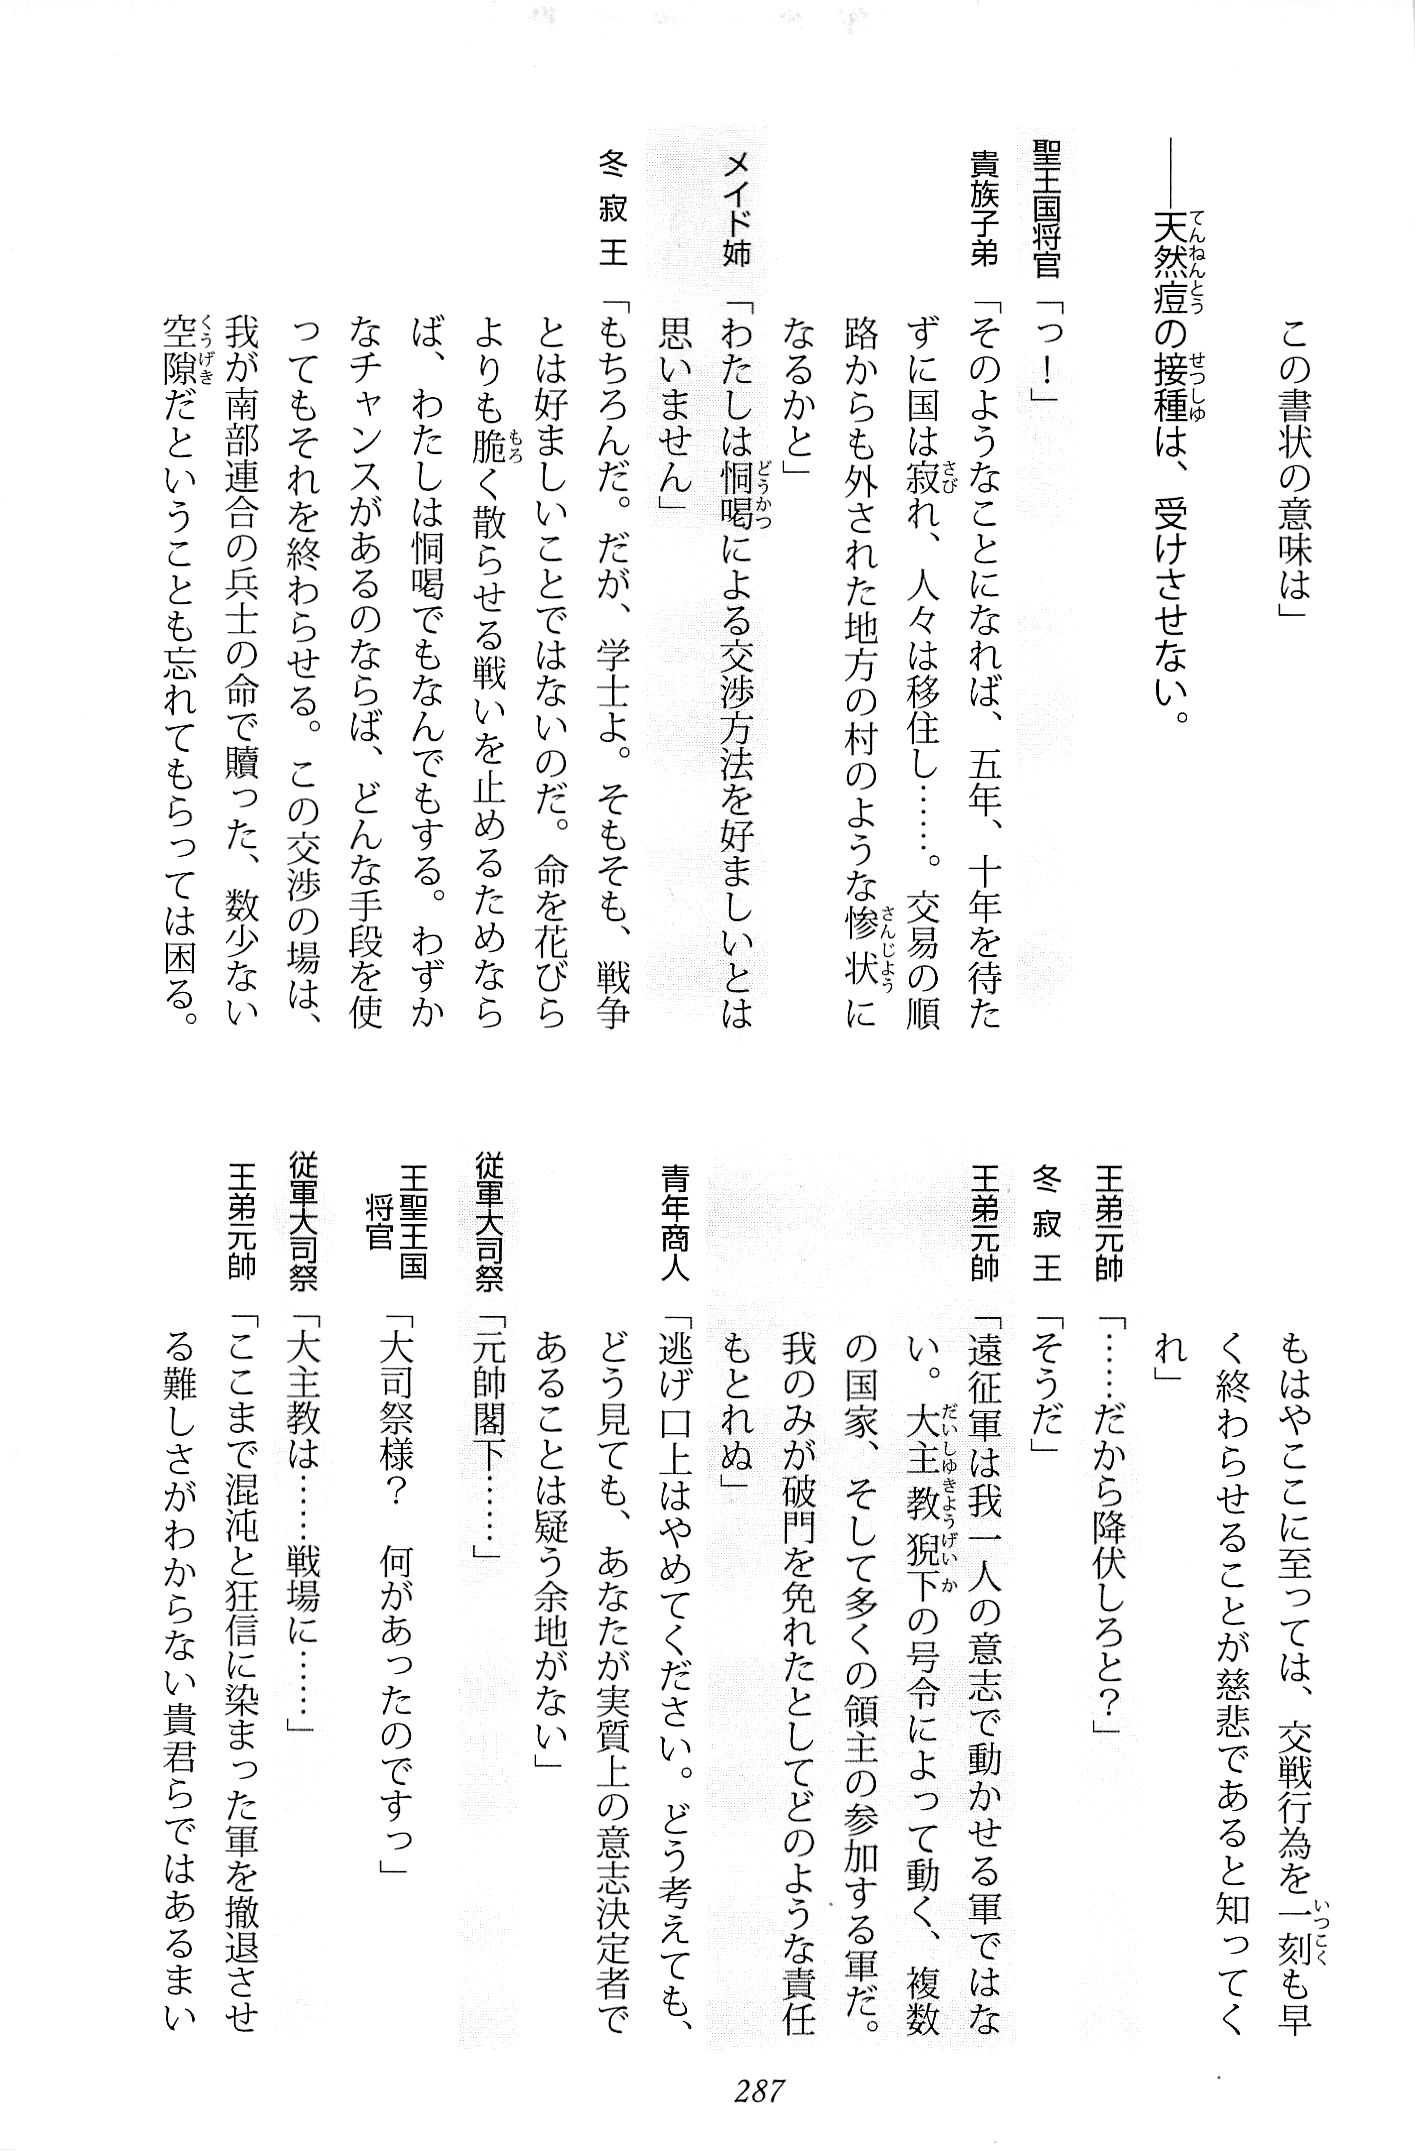 この書状の意味は」
――天然痘の接種は、受けさせない。
聖王国将官「っ！」
貴族子弟「そのようなことになれば、五年、十年を待た
ずに国は寂れ、人々は移住し……。交易の順
路からも外された地方の村のような惨状に
なるかと」
メイド姉「わたしは恫喝による交渉方法を好ましいとは
思いません」
冬寂王「もちろんだ。だが、学士よ。そもそも、戦争
とは好ましいことではないのだ。命を花びら
よりも脆く散らせる戦いを止めるためなら
ば、わたしは恫喝でもなんでもする。わずか
なチャンスがあるのならば、どんな手段を使
ってもそれを終わらせる。この交渉の場は、
我が南部連合の兵士の命で贖った、数少ない
空隙だということも忘れてもらっては困る。
もはやここに至っては、交戦行為を一刻も早
く終わらせることが慈悲であると知ってく
れ」
王弟元帥「……だから降伏しろと？」
冬寂王「そうだ」
王弟元帥「遠征軍は我一人の意志で動かせる軍ではな
い。大主教猊下の号令によって動く、複数
の国家、そして多くの領主の参加する軍だ。
我のみが破門を免れたとしてどのような責任
もとれぬ」
青年商人「逃げ口上はやめてください。どう考えても、
どう見ても、あなたが実質上の意志決定者で
あることは疑う余地がない」
従軍大司祭「元帥閣下……」
王聖王国将官「大司祭様？　何があったのですっ」
従軍大司祭「大主教は……戦場に……」
王弟元帥「ここまで混沌と狂信に染まった軍を撤退させ
る難しさがわからない貴君らではあるまい
287